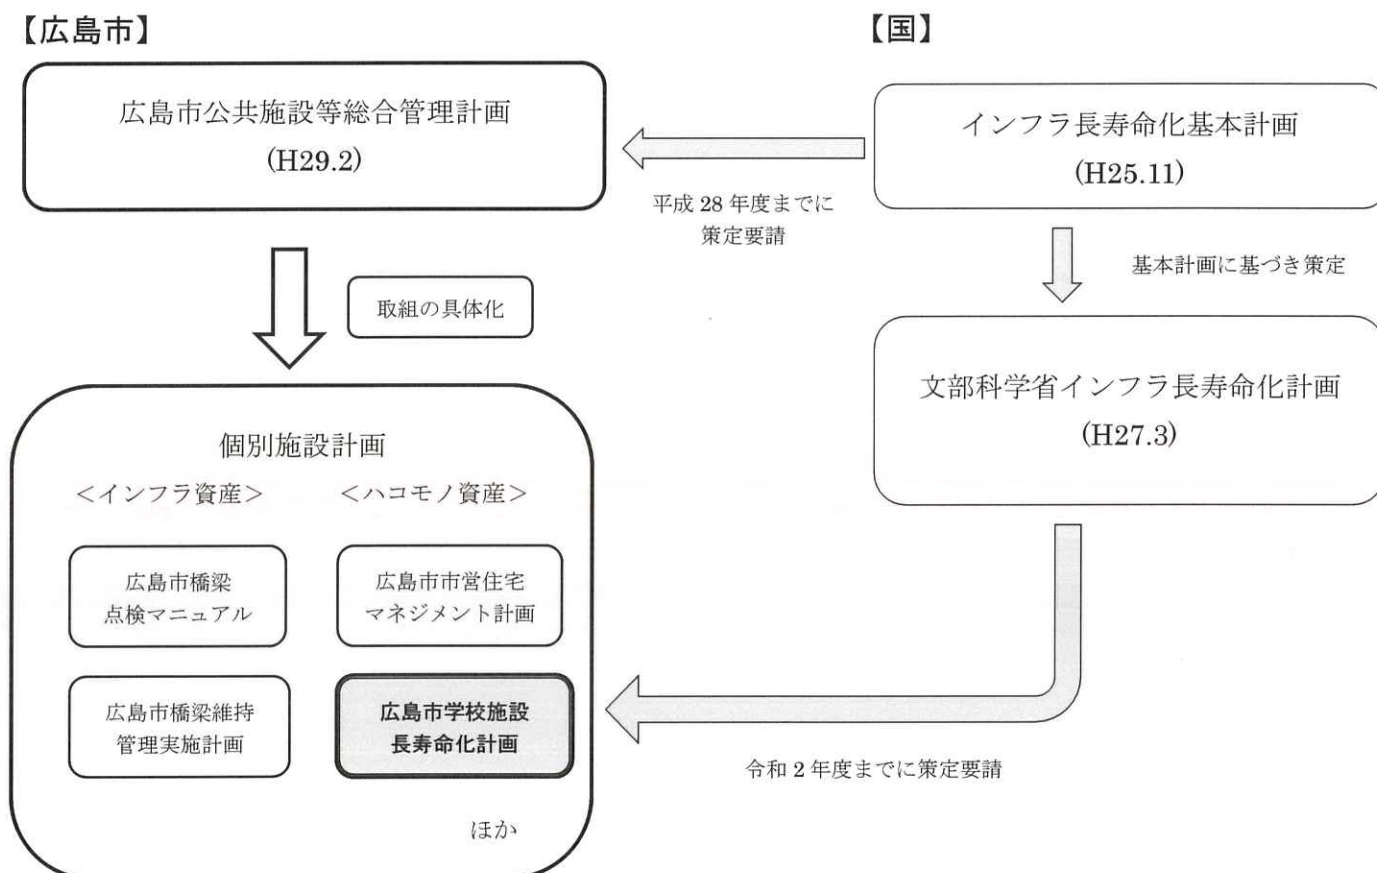 【広島市】
広島市公共施設等総合管理計画
(H29.2)
取組の具体化
個別施設計画
＜インフラ資産＞
＜ハコモノ資産＞
広島市橋梁
点検マニュアル
広島市市営住宅
マネジメント計画
広島市橋梁維持
管理実施計画
広島市学校施設
長寿命化計画
ほか
【国】
インフラ長寿命化基本計画
(H25.11)
平成 28 年度までに
策定要請
基本計画に基づき策定
文部科学省インフラ長寿命化計画
(H27.3)
令和 2 年度までに策定要請